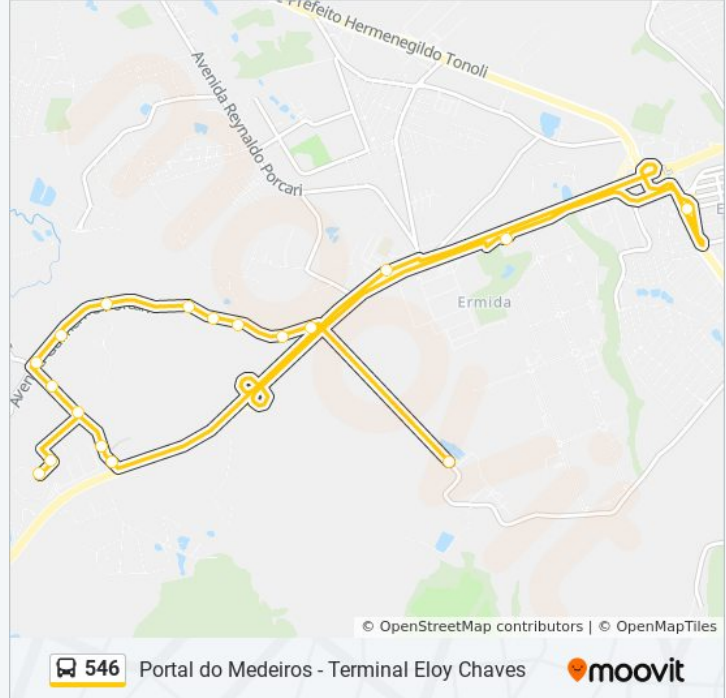 Prefeito Hermenegildo Tonoli
Avenida Reynaldo Porcari
E
Ermida
© OpenStreetMap contributors | © OpenMapTiles
546 Portal do Medeiros - Terminal Eloy Chaves moovit